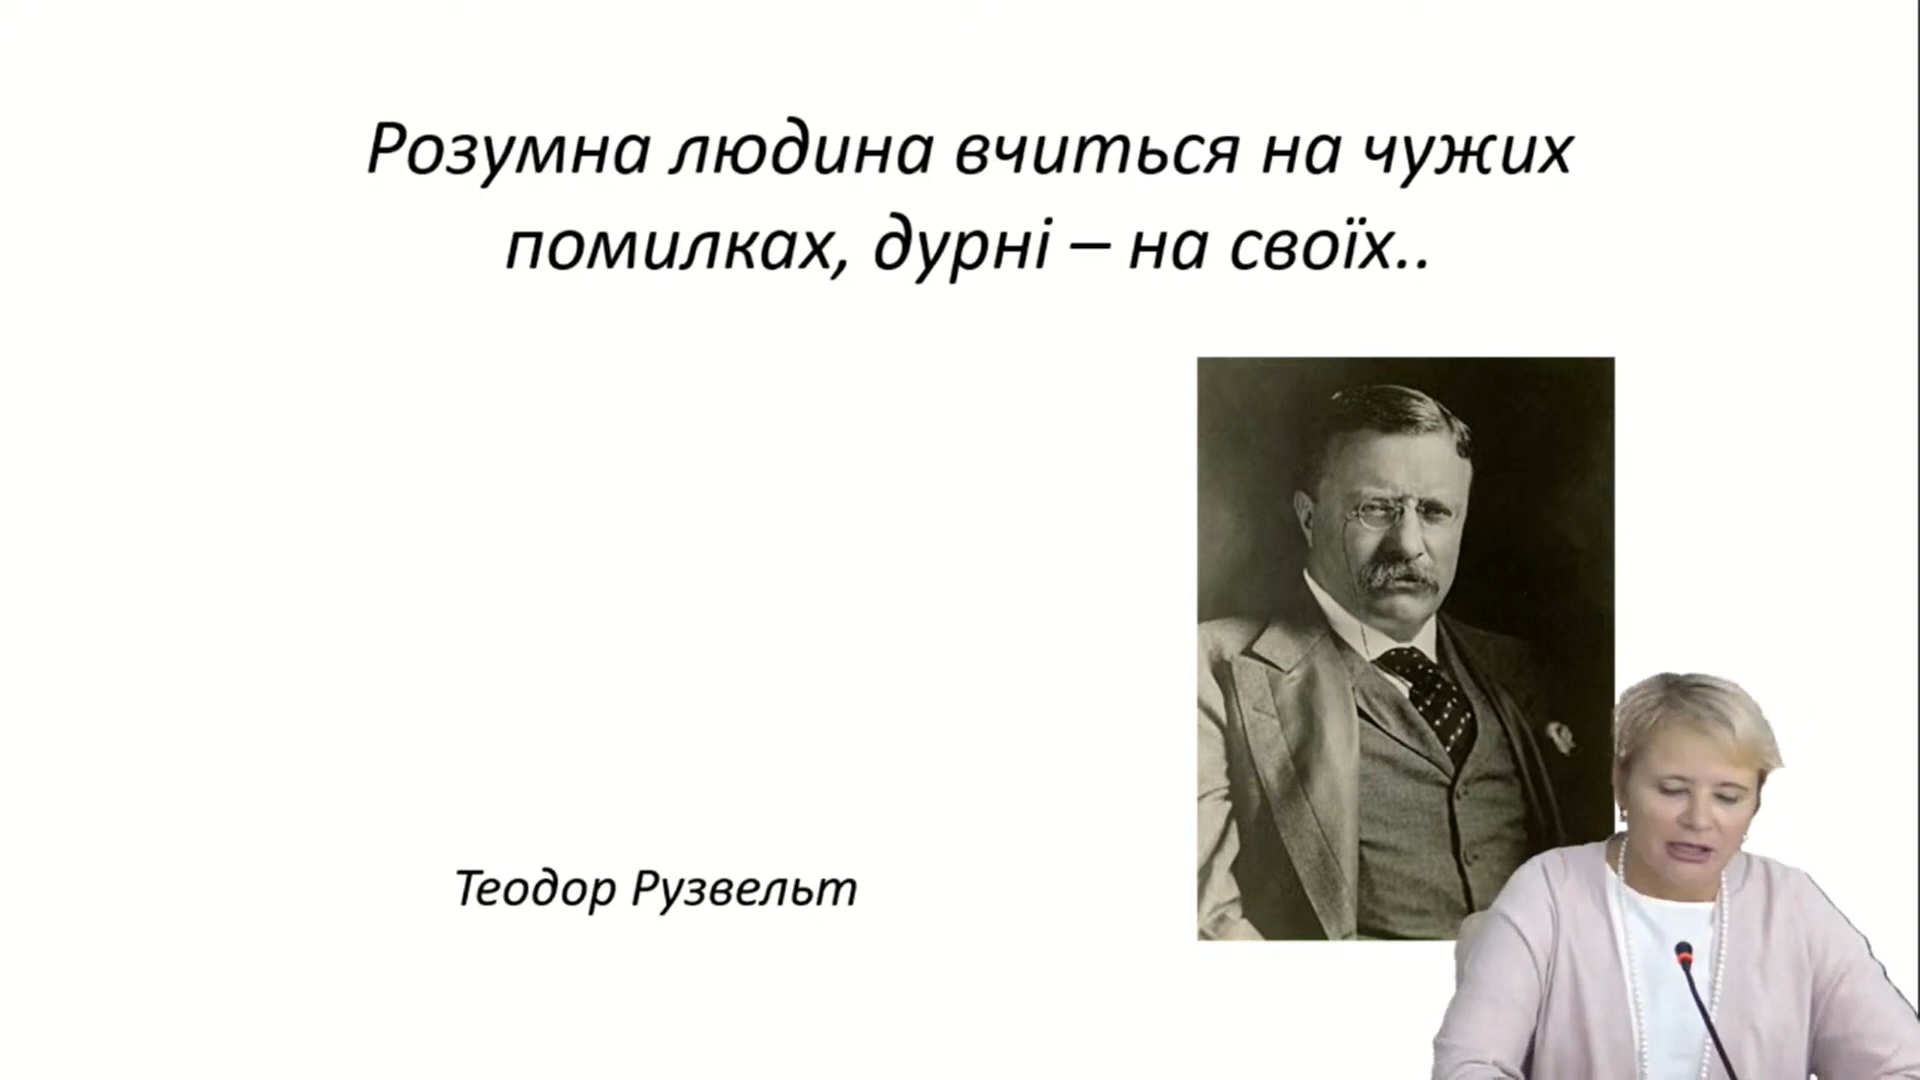 Розумна людина вчиться на чужих
помилках, дурні – на своїх..
Теодор Рузвельт